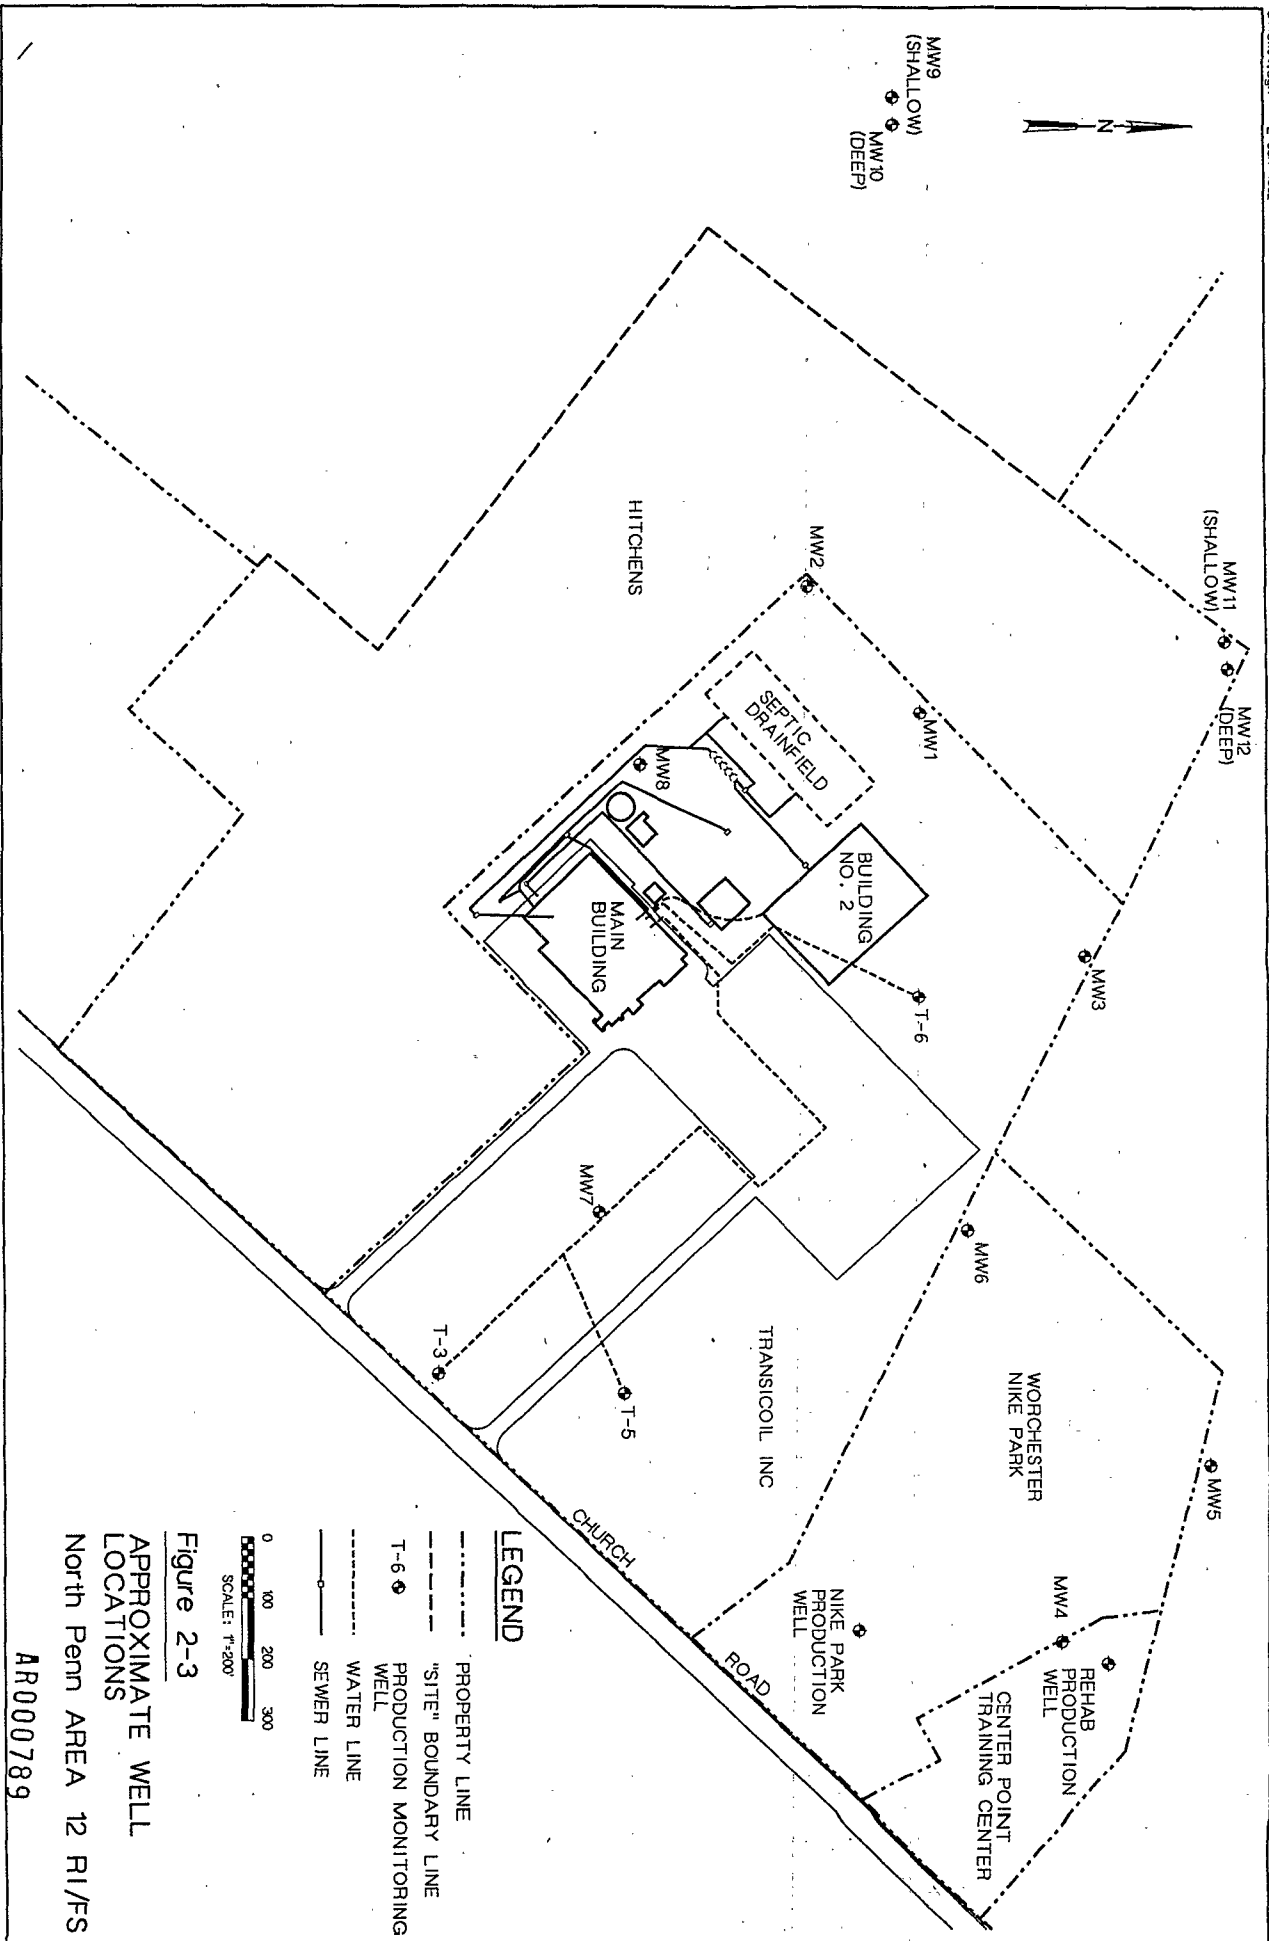 MW9
(SHALLOW)
MW10
(DEEP)
N
MW11
(SHALLOW)
MW12
(DEEP)
HITCHENS
MW2
MW1
MW3
SEPTIC
DRAINFIELD
MW8
BUILDING
NO. 2
MAIN
BUILDING
T-6
MW7
MW6
T-3
T-5
TRANSICOIL INC
WORCHESTER
NIKE PARK
MW5
MW4
REHAB
PRODUCTION
WELL
NIKE PARK
PRODUCTION
WELL
CENTER POINT
TRAINING CENTER
CHURCH
ROAD
LEGEND
PROPERTY LINE
"SITE" BOUNDARY LINE
T-6 PRODUCTION MONITORING
WELL
WATER LINE
SEWER LINE
0 100 200 300
SCALE: 1"=200'
Figure 2-3
APPROXIMATE WELL
LOCATIONS
North Penn AREA 12 RI/FS
AR000789